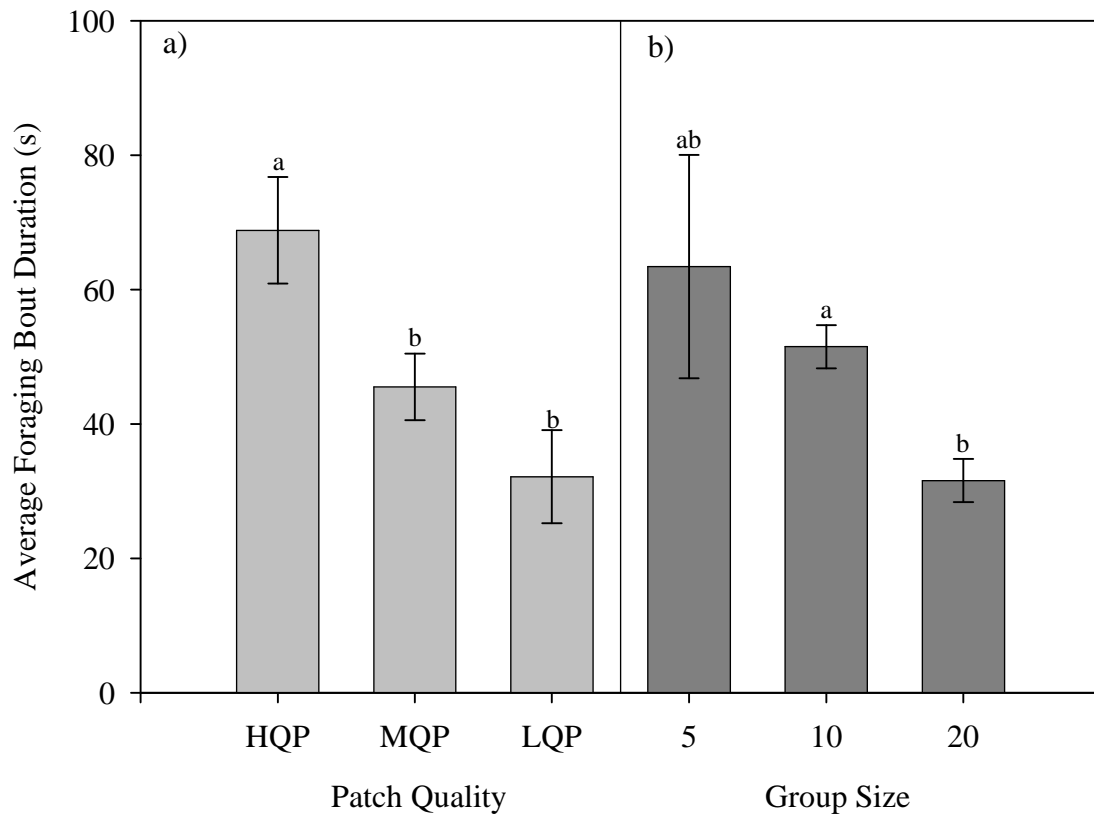 Average Foraging Bout Duration (s)
100
80
60
40
20
0
a)
a
b
b
b)
ab
a
b
HQP MQP LQP 5 10 20
Patch Quality Group Size